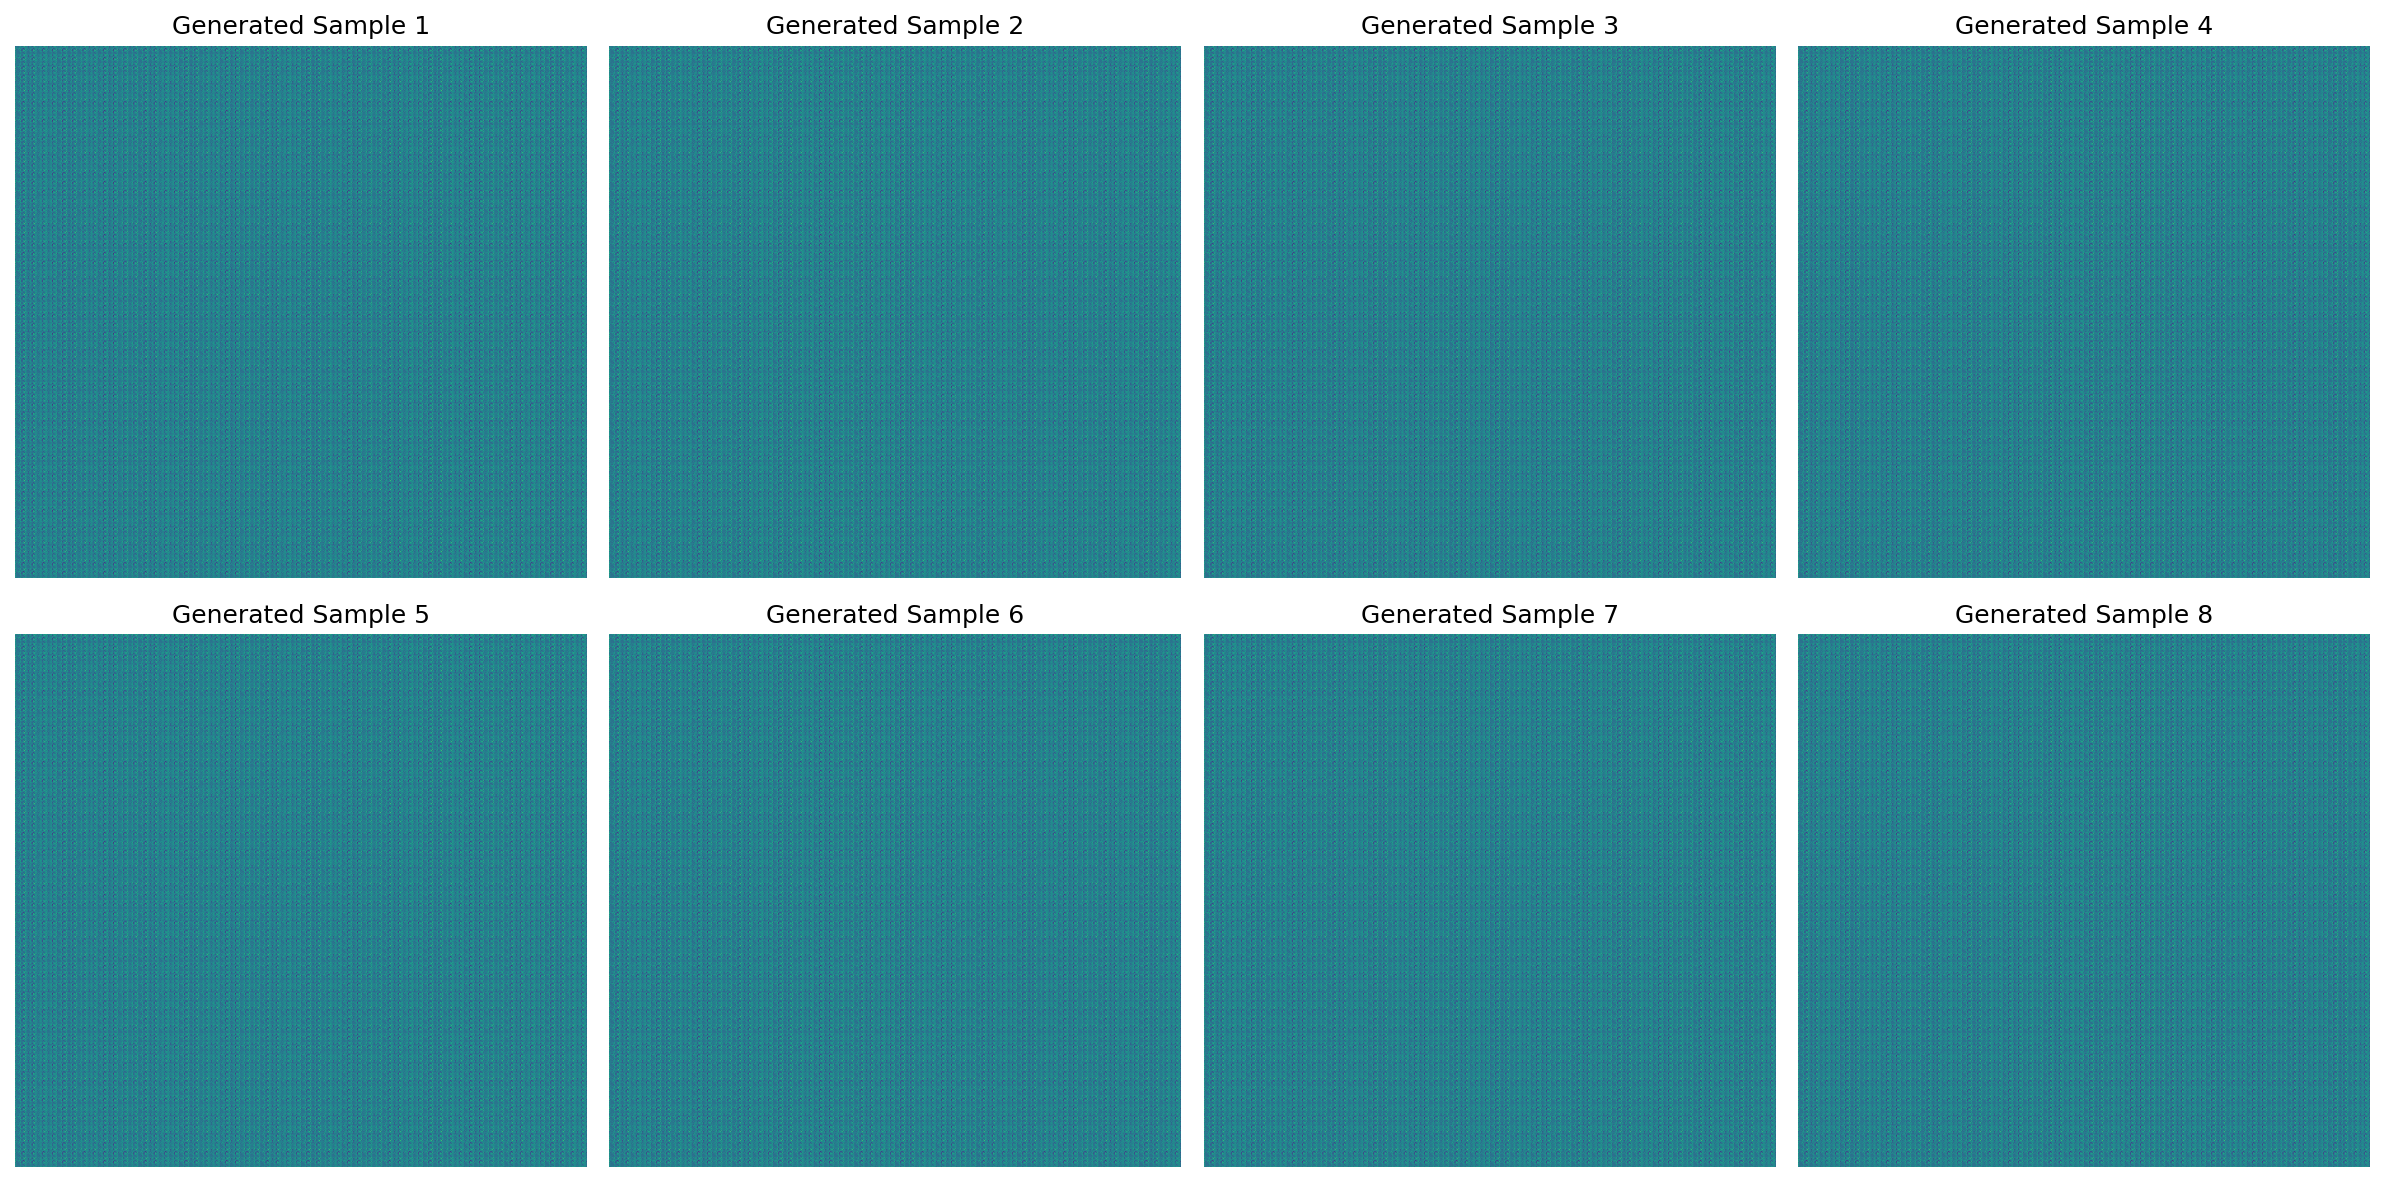 Generated Sample 1
Generated Sample 2
Generated Sample 3
Generated Sample 4
Generated Sample 5
Generated Sample 6
Generated Sample 7
Generated Sample 8